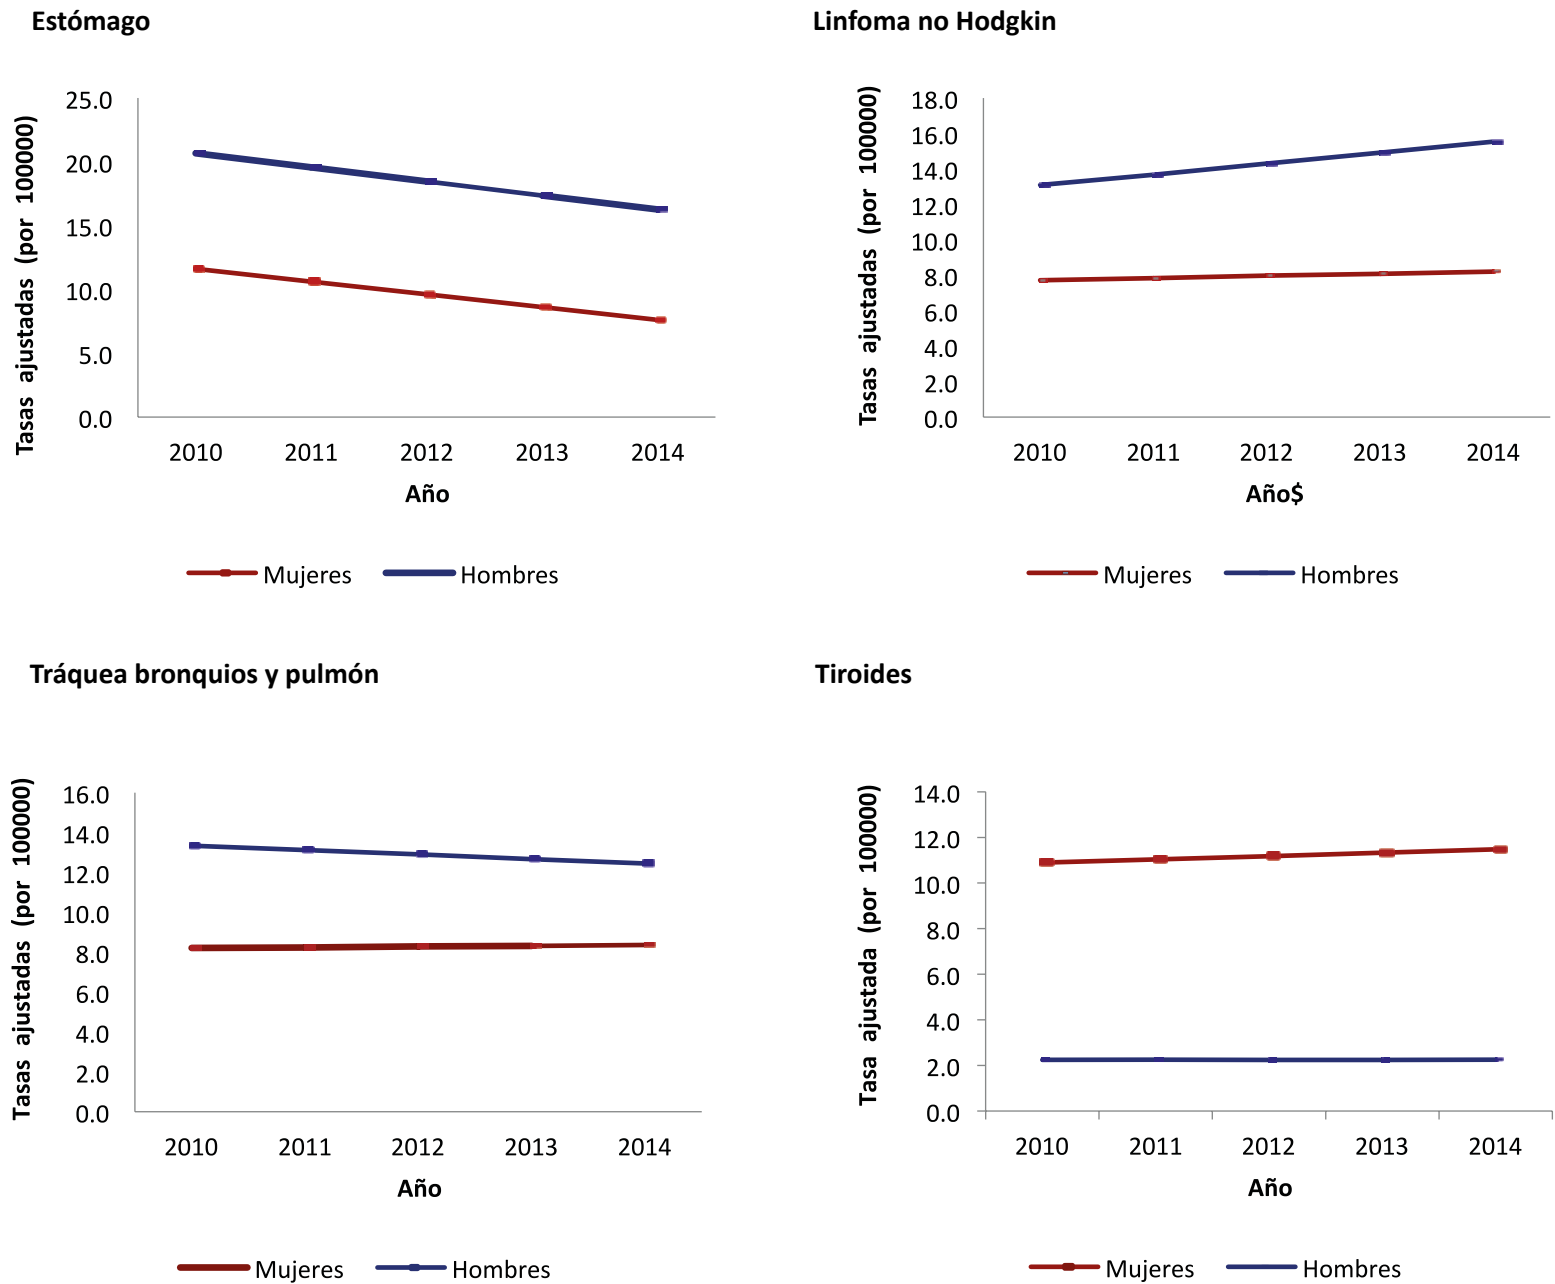 Estómago
Tasas ajustadas (por 100000)
25.0
20.0
15.0
10.0
5.0
0.0
2010 2011 2012 2013 2014
Año
Mujeres Hombres
Linfoma no Hodgkin
Tasas ajustadas (por 100000)
18.0
16.0
14.0
12.0
10.0
8.0
6.0
4.0
2.0
0.0
2010 2011 2012 2013 2014
Año$
Mujeres Hombres
Tráquea bronquios y pulmón
Tasas ajustadas (por 100000)
16.0
14.0
12.0
10.0
8.0
6.0
4.0
2.0
0.0
2010 2011 2012 2013 2014
Año
Mujeres Hombres
Tiroides
Tasa ajustada (por 100000)
14.0
12.0
10.0
8.0
6.0
4.0
2.0
0.0
2010 2011 2012 2013 2014
Año
Mujeres Hombres